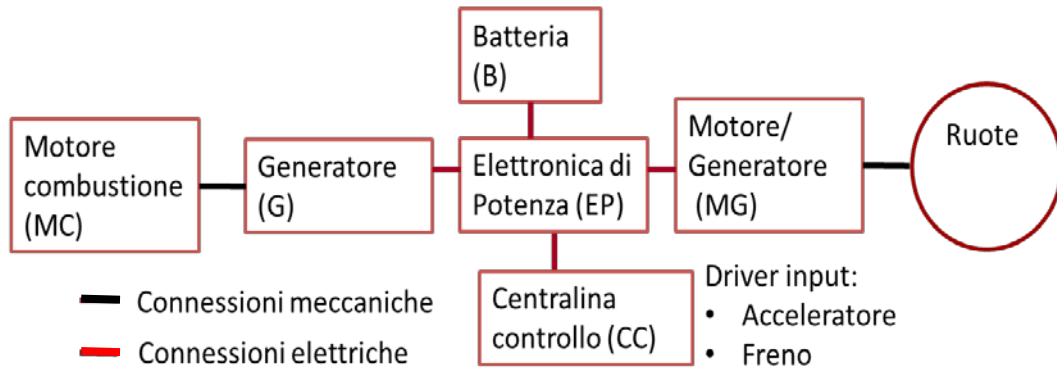 Batteria
(B)
Motore
combustione
(MC)
Generatore
(G)
Elettronica di
Potenza (EP)
Motore/
Generatore
(MG)
Ruote
Centralina
controllo (CC)
Driver input:
• Acceleratore
• Freno
Connessioni meccaniche
Connessioni elettriche